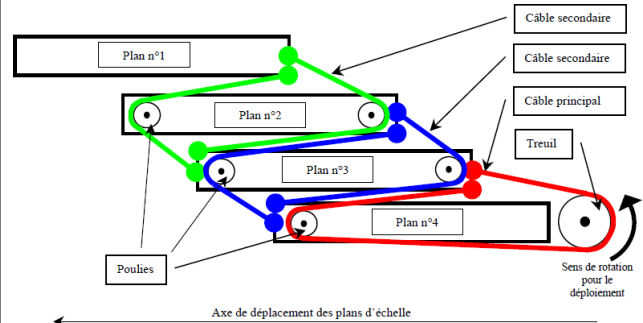 Câble secondaire
Plan n°1
Câble secondaire
Câble principal
Plan n°2
Treuil
Plan n°3
Plan n°4
Poulies
Sens de rotation
pour le
déploiement
Axe de déplacement des plans d'échelle